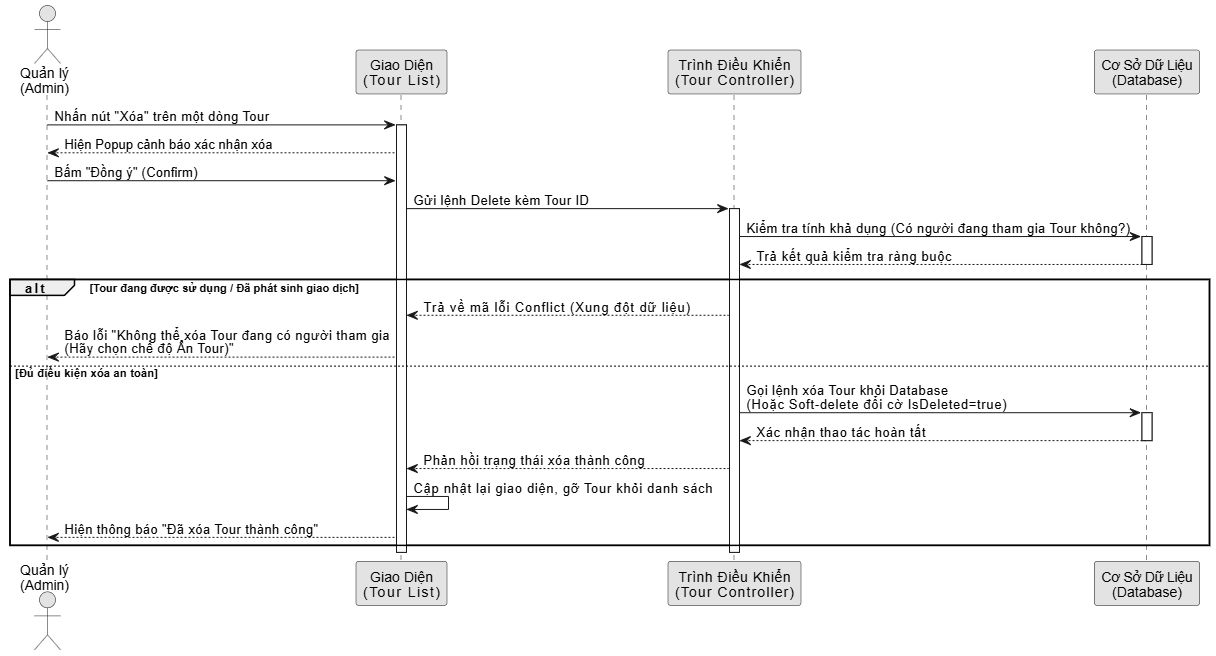 Quản lý
(Admin)
Giao Diện
(Tour List)
Trình Điều Khiển
(Tour Controller)
Cơ Sở Dữ Liệu
(Database)
Nhấn nút "Xóa" trên một dòng Tour
Hiện Popup cảnh báo xác nhận xóa
Bấm "Đồng ý" (Confirm)
Gửi lệnh Delete kèm Tour ID
Kiểm tra tính khả dụng (Có người đang tham gia Tour không?)
Trả kết quả kiểm tra ràng buộc
alt
[Tour đang được sử dụng / Đã phát sinh giao dịch]
Trả về mã lỗi Conflict (Xung đột dữ liệu)
Báo lỗi "Không thể xóa Tour đang có người tham gia
(Hãy chọn chế độ Ẩn Tour)"
[Đủ điều kiện xóa an toàn]
Gọi lệnh xóa Tour khỏi Database
(Hoặc Soft-delete đổi cờ IsDeleted=true)
Xác nhận thao tác hoàn tất
Phản hồi trạng thái xóa thành công
Cập nhật lại giao diện, gỡ Tour khỏi danh sách
Hiện thông báo "Đã xóa Tour thành công"
Quản lý
(Admin)
Giao Diện
(Tour List)
Trình Điều Khiển
(Tour Controller)
Cơ Sở Dữ Liệu
(Database)